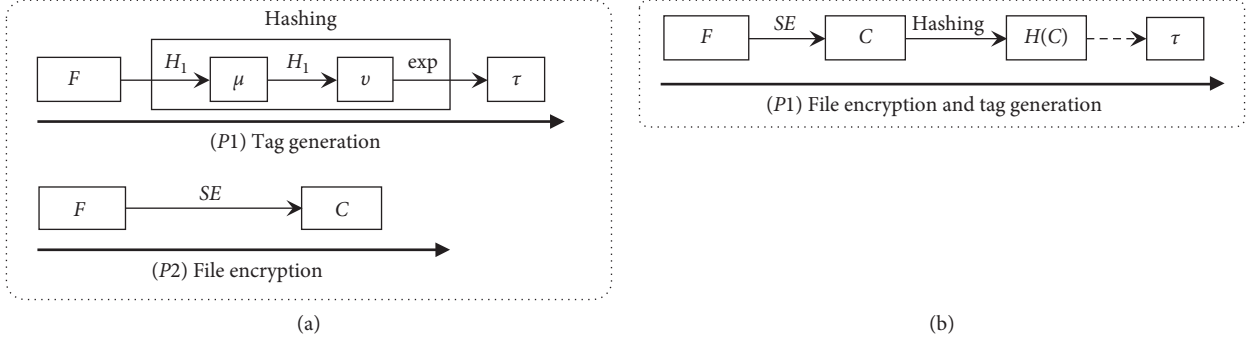 Hashing
F H₁ μ H₁ υ exp τ
(P1) Tag generation
F SE C
(P2) File encryption
(a)
F SE C Hashing H(C) τ
(P1) File encryption and tag generation
(b)